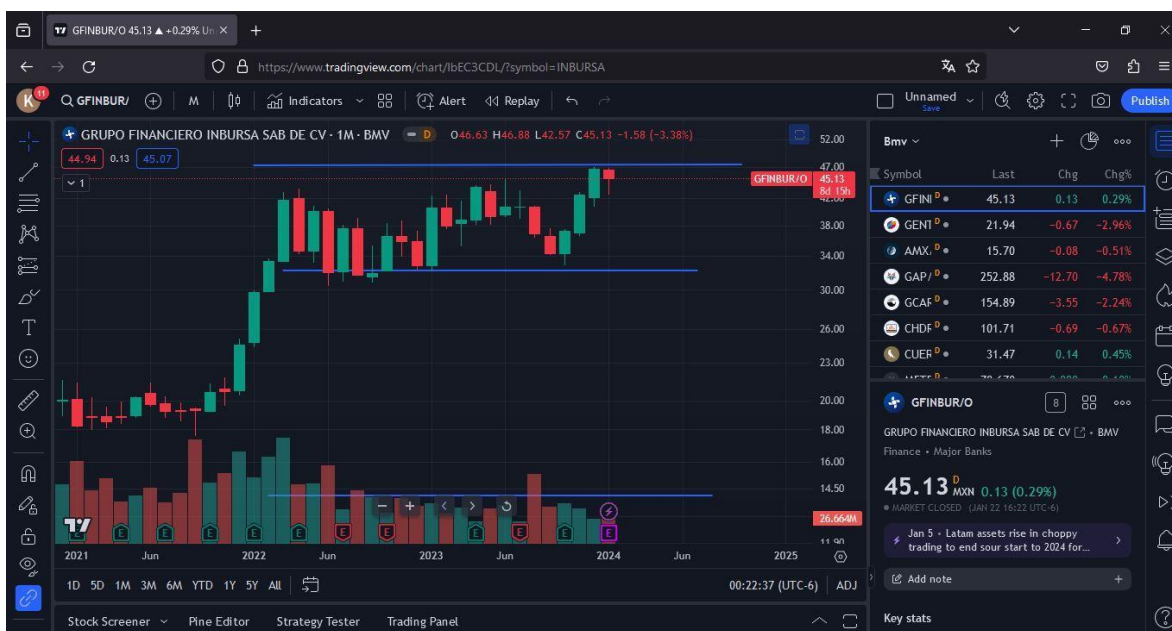 GFINBUR/O 45.13 ▲ +0.29% Un
https://www.tradingview.com/chart/IbEC3CDL/?symbol=INBURSA
K 11 GFINBUR/ M Indicators Alert Replay Unnamed Save Publish
GRUPO FINANCIERO INBURSA SAB DE CV · 1M · BMV D O46.63 H46.88 L42.57 C45.13 -1.58 (-3.38%)
44.94 0.13 45.07
1
52.00
47.00
GFINBUR/O 45.13
8d 15h
42.00
38.00
34.00
30.00
26.00
23.00
20.00
18.00
16.00
14.50
26.664M
11.90
E E E E E E E E
2021 Jun 2022 Jun 2023 Jun 2024 Jun 2025
1D 5D 1M 3M 6M YTD 1Y 5Y All 00:22:37 (UTC-6) ADJ
Stock Screener Pine Editor Strategy Tester Trading Panel
Bmv
Symbol Last Chg Chg%
GFINI D 45.13 0.13 0.29%
GENT D 21.94 -0.67 -2.96%
AMX. D 15.70 -0.08 -0.51%
GAP/ D 252.88 -12.70 -4.78%
GCAF D 154.89 -3.55 -2.24%
CHDF D 101.71 -0.69 -0.67%
CUER D 31.47 0.14 0.45%
GFINBUR/O 8
GRUPO FINANCIERO INBURSA SAB DE CV • BMV
Finance • Major Banks
45.13 D MXN 0.13 (0.29%)
MARKET CLOSED (JAN 22 16:22 UTC-6)
Jan 5 • Latam assets rise in choppy
trading to end sour start to 2024 for...
Add note
Key stats